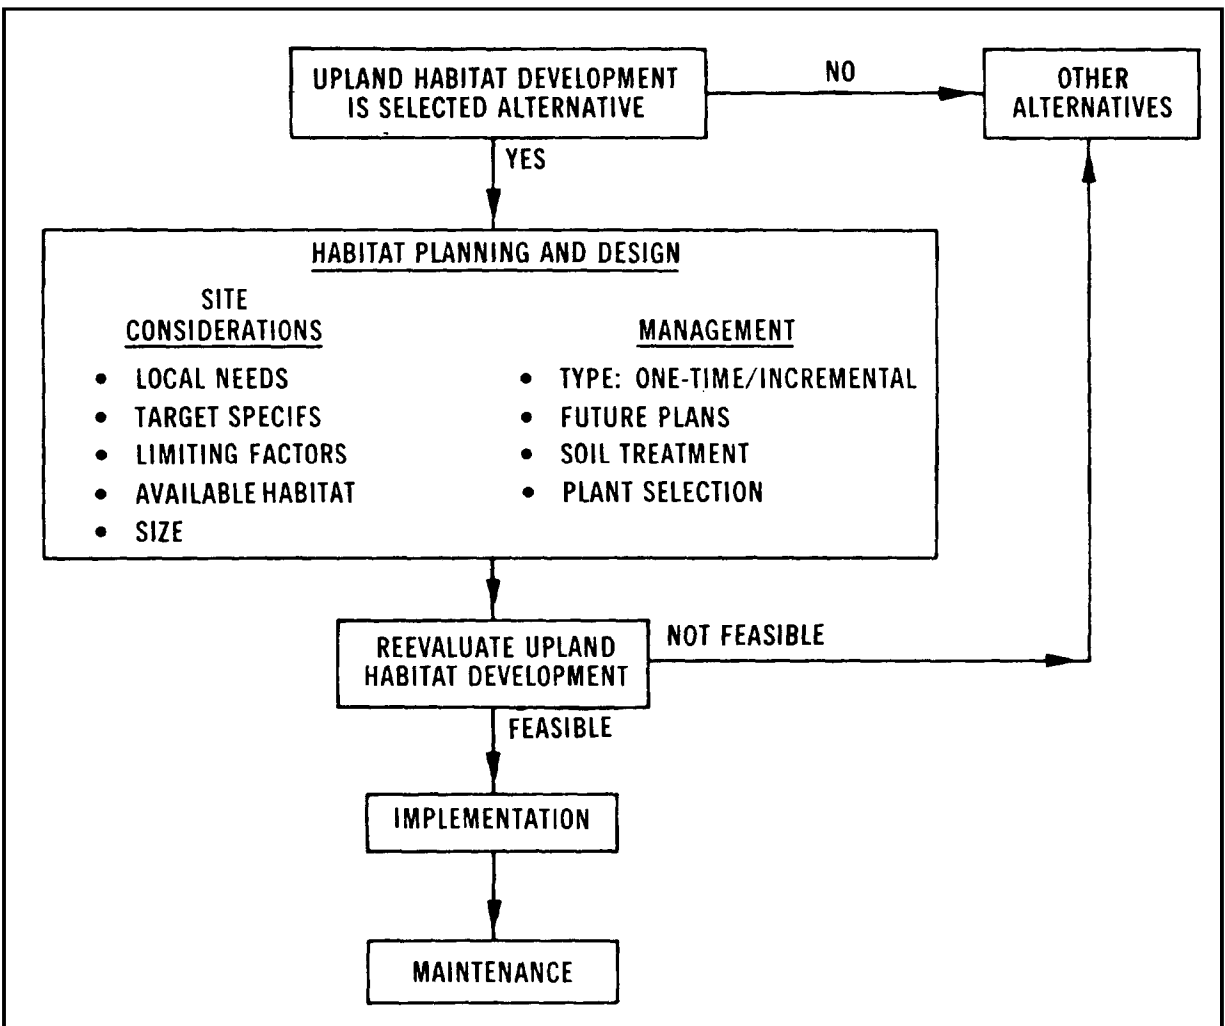 UPLAND HABITAT DEVELOPMENT
IS SELECTED ALTERNATIVE
NO
OTHER
ALTERNATIVES
YES
HABITAT PLANNING AND DESIGN
SITE
CONSIDERATIONS
• LOCAL NEEDS
• TARGET SPECIFS
• LIMITING FACTORS
• AVAILABLE HABITAT
• SIZE
MANAGEMENT
• TYPE: ONE-TIME/INCREMENTAL
• FUTURE PLANS
• SOIL TREATMENT
• PLANT SELECTION
REEVALUATE UPLAND
HABITAT DEVELOPMENT
NOT FEASIBLE
FEASIBLE
IMPLEMENTATION
MAINTENANCE